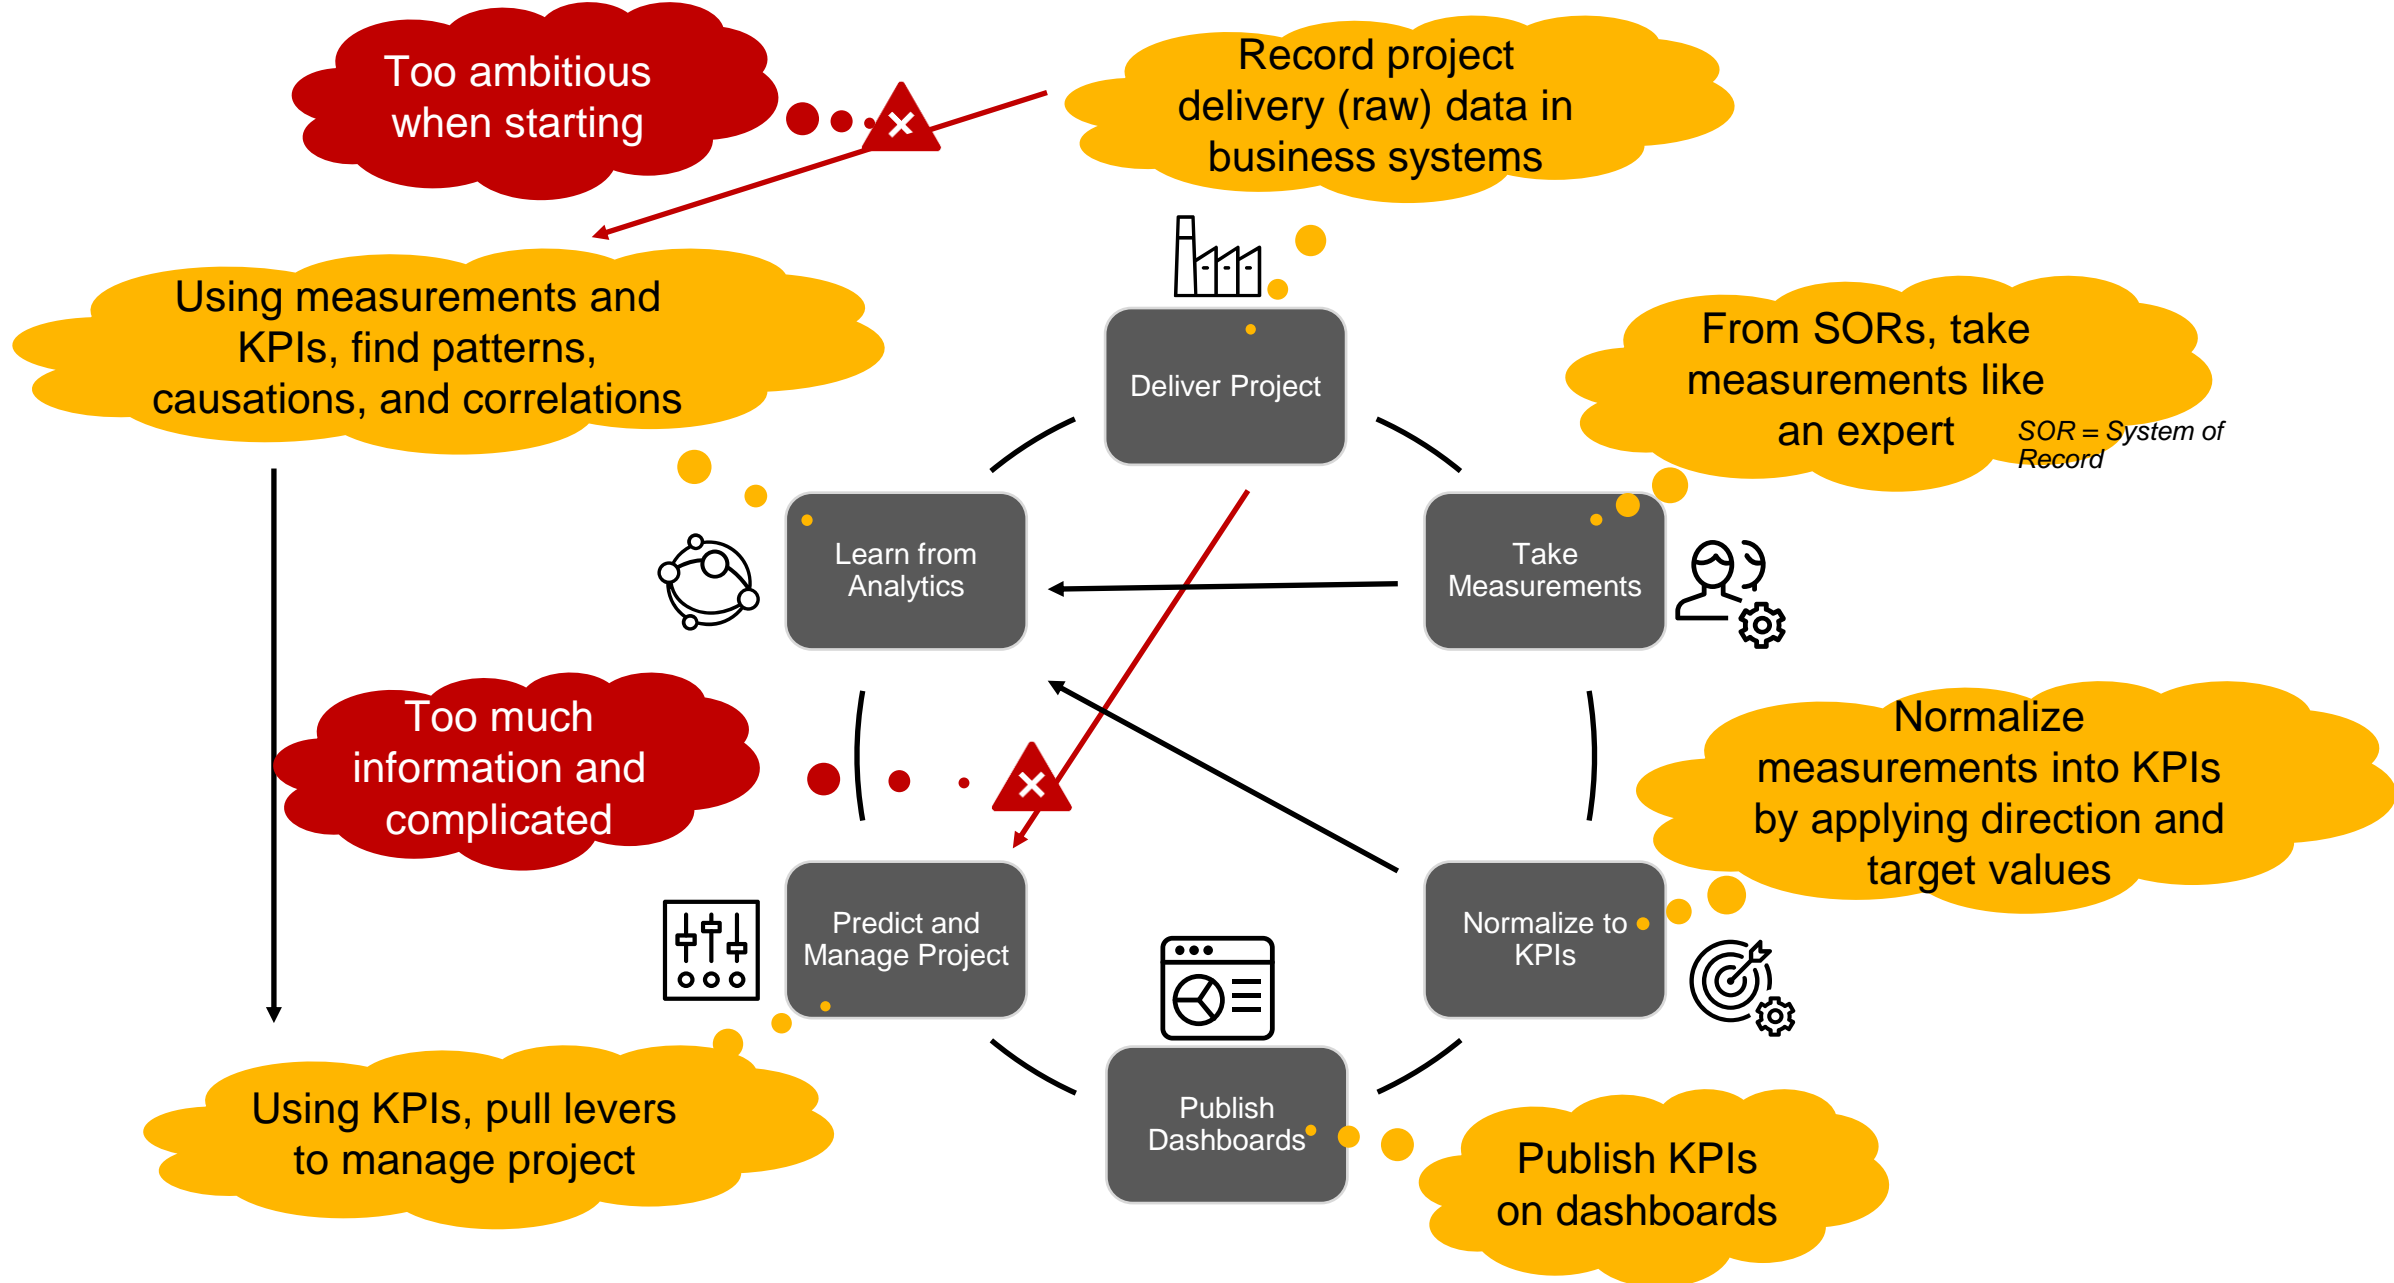 Too ambitious
when starting
Record project
delivery (raw) data in
business systems
Using measurements and
KPIs, find patterns,
causations, and correlations
From SORs, take
measurements like
an expert
SOR = System of
Record
Deliver Project
Learn from
Analytics
Take
Measurements
Too much
information and
complicated
Normalize
measurements into KPIs
by applying direction and
target values
Predict and
Manage Project
Normalize to
KPIs
Publish
Dashboards
Using KPIs, pull levers
to manage project
Publish KPIs
on dashboards